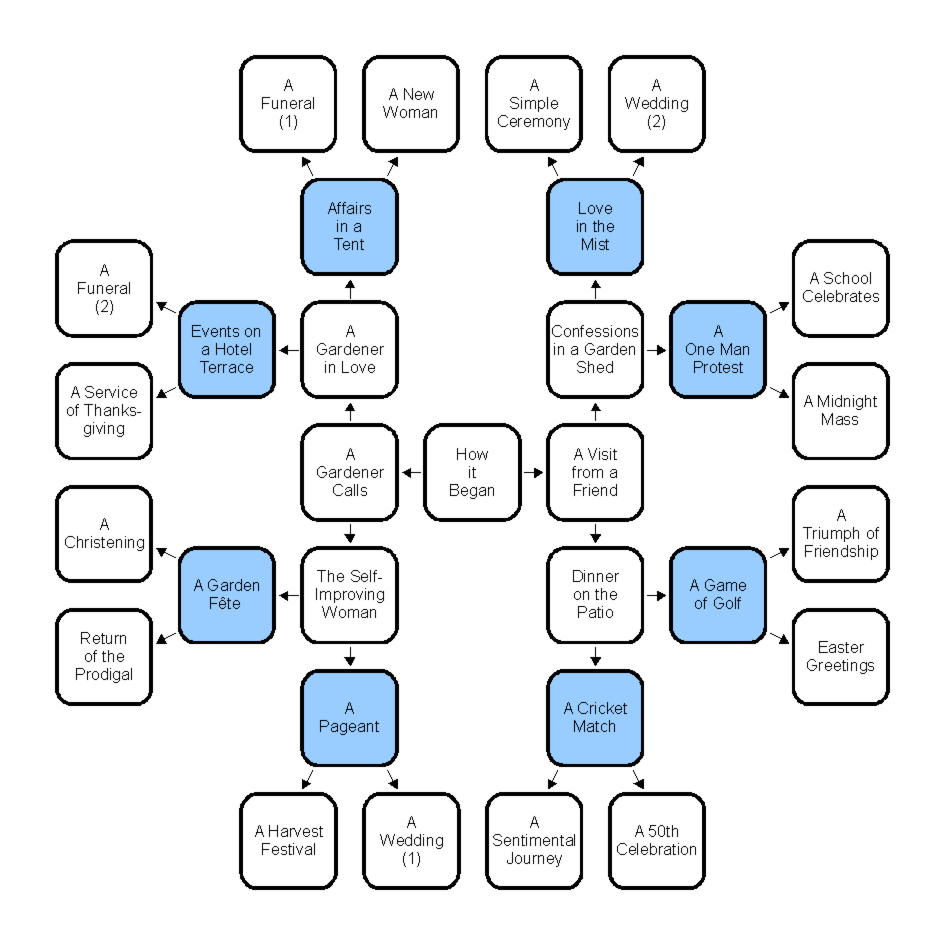 A
Funeral
(1)
A New
Woman
A
Simple
Ceremony
A
Wedding
(2)
Affairs
in a
Tent
Love
in the
Mist
A
Funeral
(2)
A School
Celebrates
Events on
a Hotel
Terrace
A
Gardener
in Love
Confessions
in a Garden
Shed
A
One Man
Protest
A Service
of Thanks-
giving
A Midnight
Mass
A
Gardener
Calls
How
it
Began
A Visit
from a
Friend
A
Christening
A
Triumph of
Friendship
A Garden
Fête
The Self-
Improving
Woman
Dinner
on the
Patio
A Game
of Golf
Return
of the
Prodigal
Easter
Greetings
A
Pageant
A Cricket
Match
A Harvest
Festival
A
Wedding
(1)
A
Sentimental
Journey
A 50th
Celebration